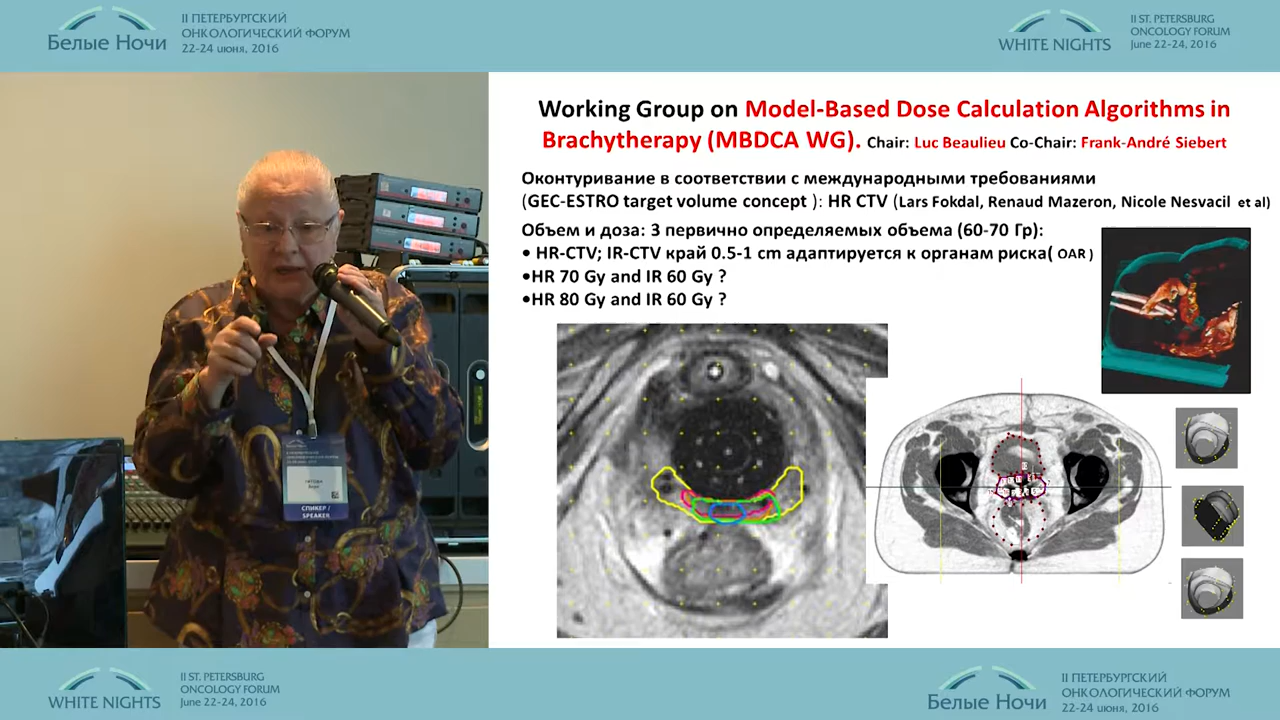 Белые Ночи
II ПЕТЕРБУРГСКИЙ
ОНКОЛОГИЧЕСКИЙ ФОРУМ
22-24 июня, 2016
WHITE NIGHTS
II ST. PETERSBURG
ONCOLOGY FORUM
June 22-24, 2016
Working Group on Model-Based Dose Calculation Algorithms in
Brachytherapy (MBDCA WG). Chair: Luc Beaulieu Co-Chair: Frank-André Siebert
Оконтуривание в соответствии с международными требованиями
(GEC-ESTRO target volume concept ): HR CTV (Lars Fokdal, Renaud Mazeron, Nicole Nesvacil et al)
Объем и доза: 3 первично определяемых объема (60-70 Гр):
• HR-CTV; IR-CTV край 0.5-1 cm адаптируется к органам риска( OAR )
•HR 70 Gy and IR 60 Gy ?
•HR 80 Gy and IR 60 Gy ?
СПИКЕР /
SPEAKER
WHITE NIGHTS
II ST. PETERSBURG
ONCOLOGY FORUM
June 22-24, 2016
Белые Ночи
II ПЕТЕРБУРГСКИЙ
ОНКОЛОГИЧЕСКИЙ ФОРУМ
22-24 июня, 2016